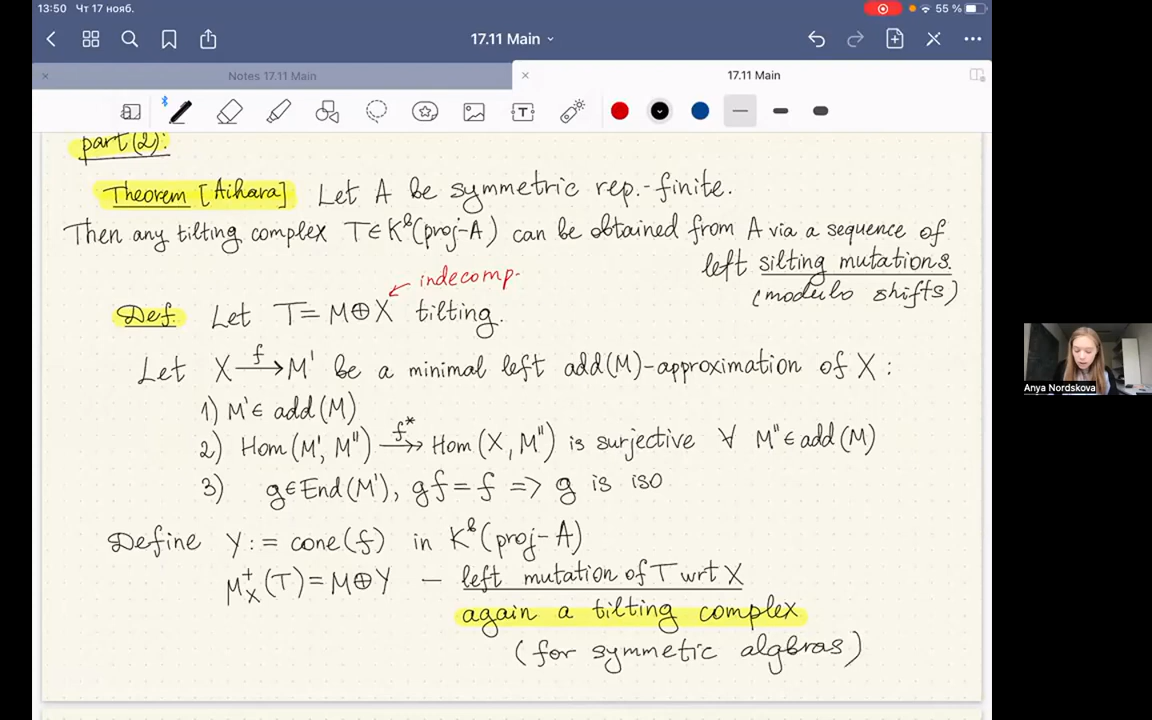 13:50 Чт 17 нояб.
55 %
17.11 Main
Notes 17.11 Main
17.11 Main
part(2):
Theorem [Aihara] Let A be symmetric rep.-finite.
Then any tilting complex T∈K^b(proj-A) can be obtained from A via a sequence of
left silting mutations.
(modulo shifts)
indecomp.
Def. Let T=M⊕X tilting.
Let X →^f M' be a minimal left add(M)-approximation of X:
1) M'∈ add(M)
2) Hom(M', M'') ↠^{f*} Hom(X, M'') is surjective ∀ M''∈add(M)
3) g∈End(M'), gf=f => g is iso
Define Y:= cone(f) in K^b(proj-A)
M^+_X(T)=M⊕Y – left mutation of T wrt X
again a tilting complex
(for symmetic algbras)
Anya Nordskova